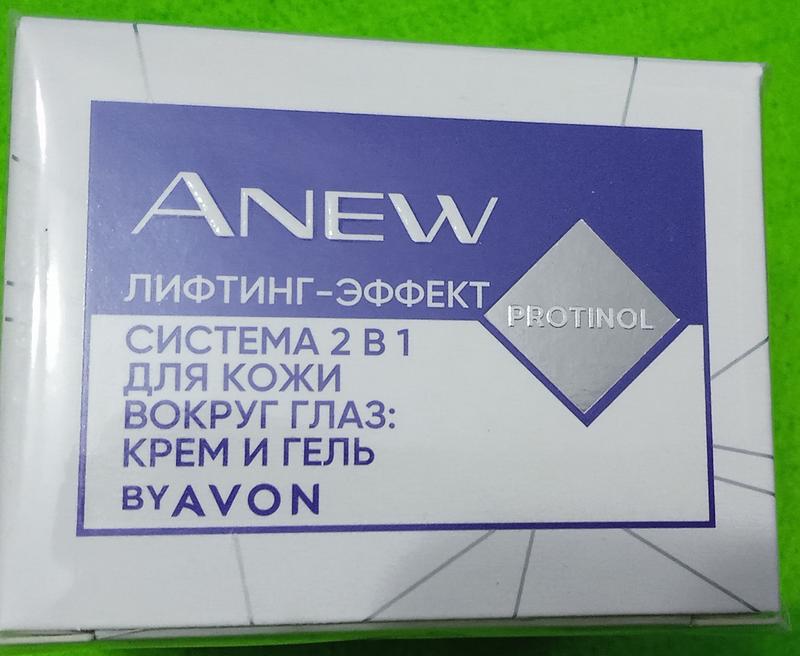 ANEW
ЛИФТИНГ-ЭФФЕКТ
PROTINOL
СИСТЕМА 2 В 1
ДЛЯ КОЖИ
ВОКРУГ ГЛАЗ:
КРЕМ И ГЕЛЬ
BY AVON